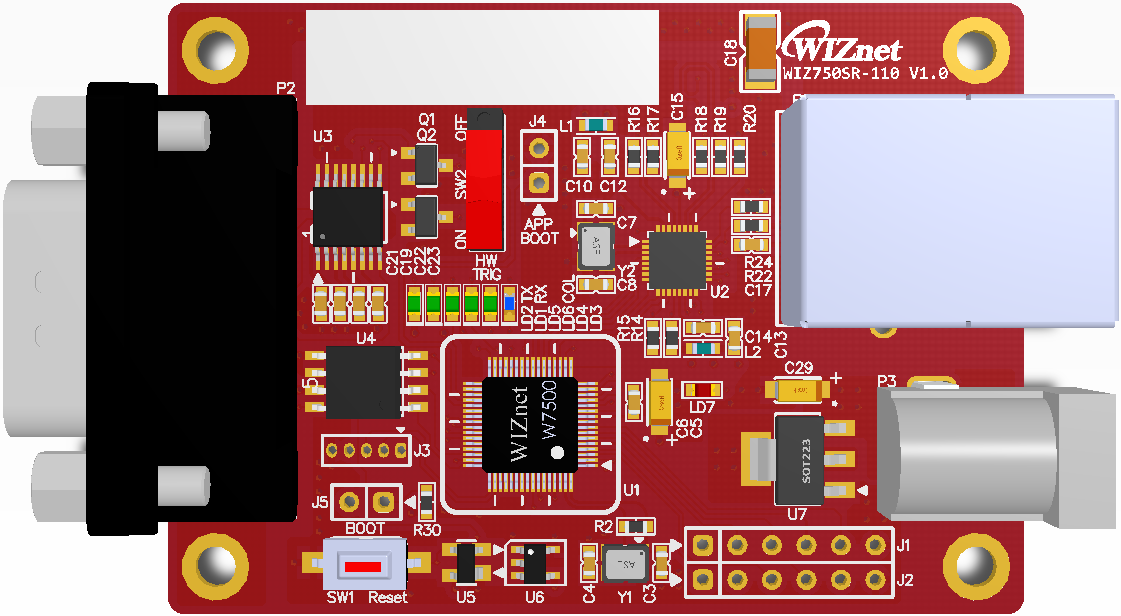 WIZnet
WIZ750SR-110 V1.0
C18
P2
U3
Q1
Q2
OFF
SW2
ON
HW
TRIG
J4
APP
BOOT
L1
C10
C12
R16
R17
C15
R18
R19
R20
1
C21
C19
C22
C23
C7
ASE
Y2
C8
U2
R24
R22
C17
LD2 TX
LD1 RX
LD5
LD6 COL
LD4
LD3
R15
R14
C14
L2
C13
U4
5
WIZnet
W7500
U1
C6
C5
LD7
C29
P3
SOT223
U7
J3
J5
BOOT
R30
SW1
Reset
U5
U6
R2
C4
Y1
C3
J1
J2